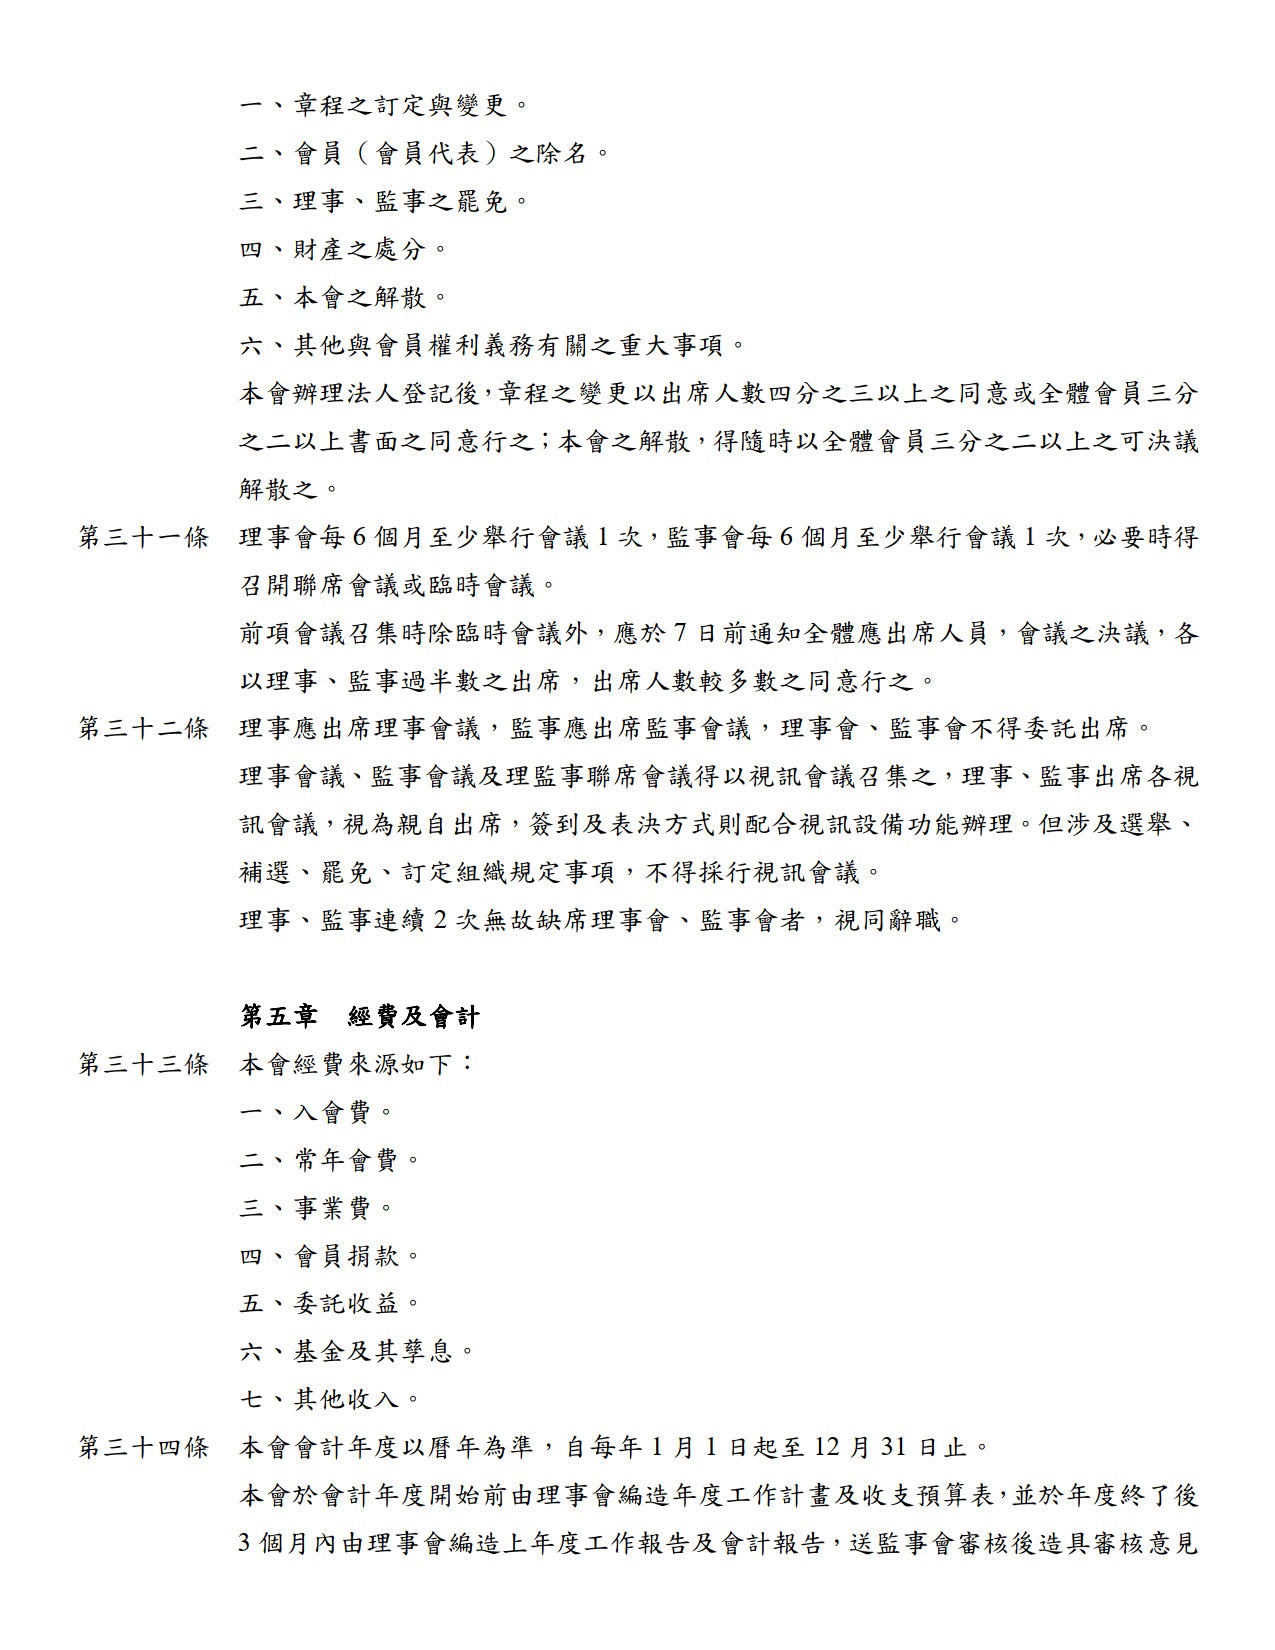 一、章程之訂定與變更。
二、會員（會員代表）之除名。
三、理事、監事之罷免。
四、財產之處分。
五、本會之解散。
六、其他與會員權利義務有關之重大事項。
本會辦理法人登記後，章程之變更以出席人數四分之三以上之同意或全體會員三分
之二以上書面之同意行之；本會之解散，得隨時以全體會員三分之二以上之可決議
解散之。
第三十一條 理事會每 6 個月至少舉行會議 1 次，監事會每 6 個月至少舉行會議 1 次，必要時得
召開聯席會議或臨時會議。
前項會議召集時除臨時會議外，應於 7 日前通知全體應出席人員，會議之決議，各
以理事、監事過半數之出席，出席人數較多數之同意行之。
第三十二條 理事應出席理事會議，監事應出席監事會議，理事會、監事會不得委託出席。
理事會議、監事會議及理監事聯席會議得以視訊會議召集之，理事、監事出席各視
訊會議，視為親自出席，簽到及表決方式則配合視訊設備功能辦理。但涉及選舉、
補選、罷免、訂定組織規定事項，不得採行視訊會議。
理事、監事連續 2 次無故缺席理事會、監事會者，視同辭職。
第五章 經費及會計
第三十三條 本會經費來源如下：
一、入會費。
二、常年會費。
三、事業費。
四、會員捐款。
五、委託收益。
六、基金及其孳息。
七、其他收入。
第三十四條 本會會計年度以曆年為準，自每年 1 月 1 日起至 12 月 31 日止。
本會於會計年度開始前由理事會編造年度工作計畫及收支預算表，並於年度終了後
3 個月內由理事會編造上年度工作報告及會計報告，送監事會審核後造具審核意見